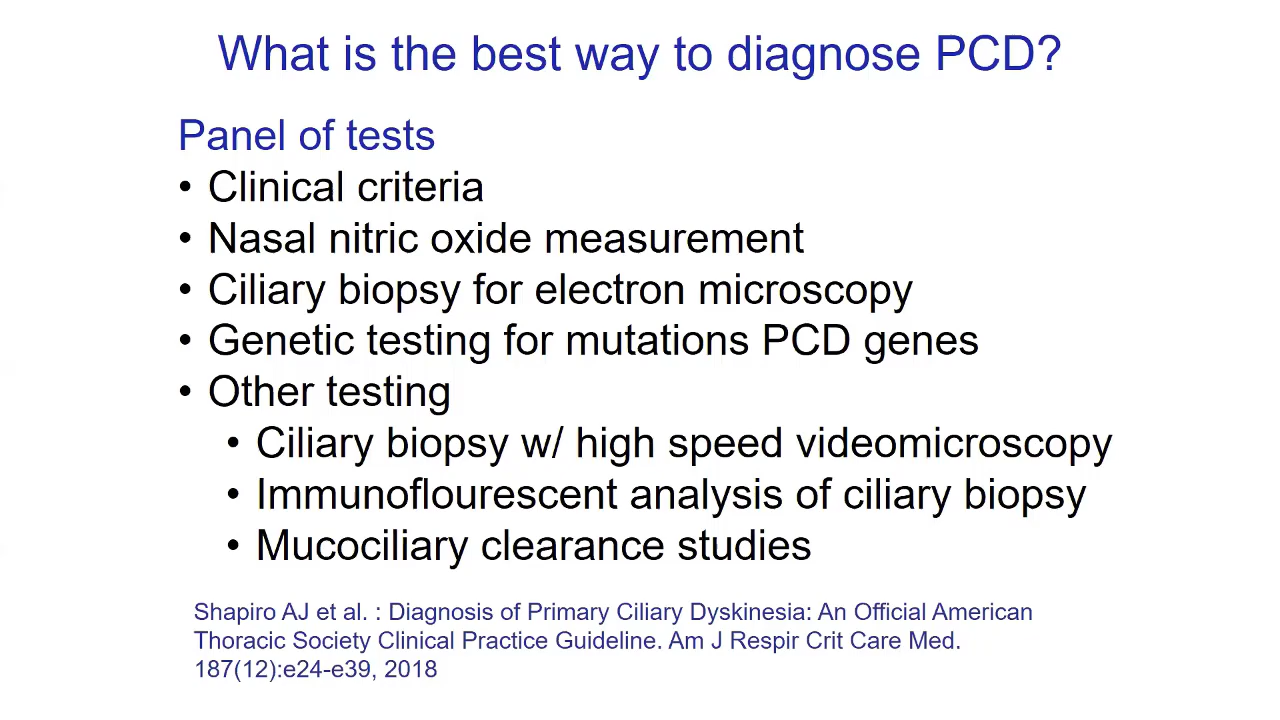 What is the best way to diagnose PCD?
Panel of tests
• Clinical criteria
• Nasal nitric oxide measurement
• Ciliary biopsy for electron microscopy
• Genetic testing for mutations PCD genes
• Other testing
• Ciliary biopsy w/ high speed videomicroscopy
• Immunoflourescent analysis of ciliary biopsy
• Mucociliary clearance studies
Shapiro AJ et al. : Diagnosis of Primary Ciliary Dyskinesia: An Official American
Thoracic Society Clinical Practice Guideline. Am J Respir Crit Care Med.
187(12):e24-e39, 2018